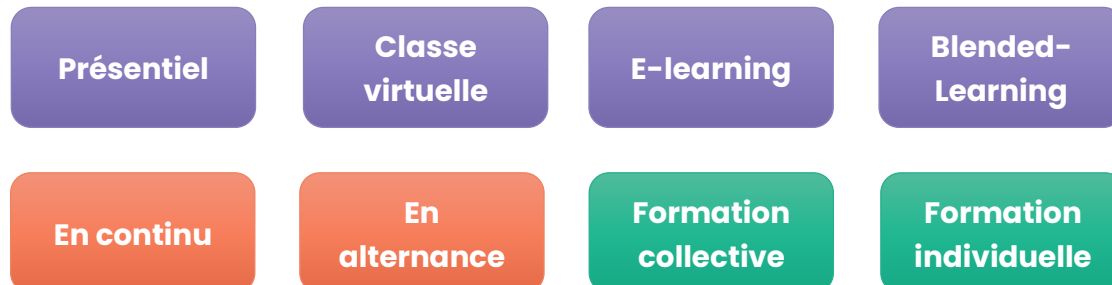 Présentiel
Classe
virtuelle
E-learning
Blended-
Learning
En continu
En
alternance
Formation
collective
Formation
individuelle